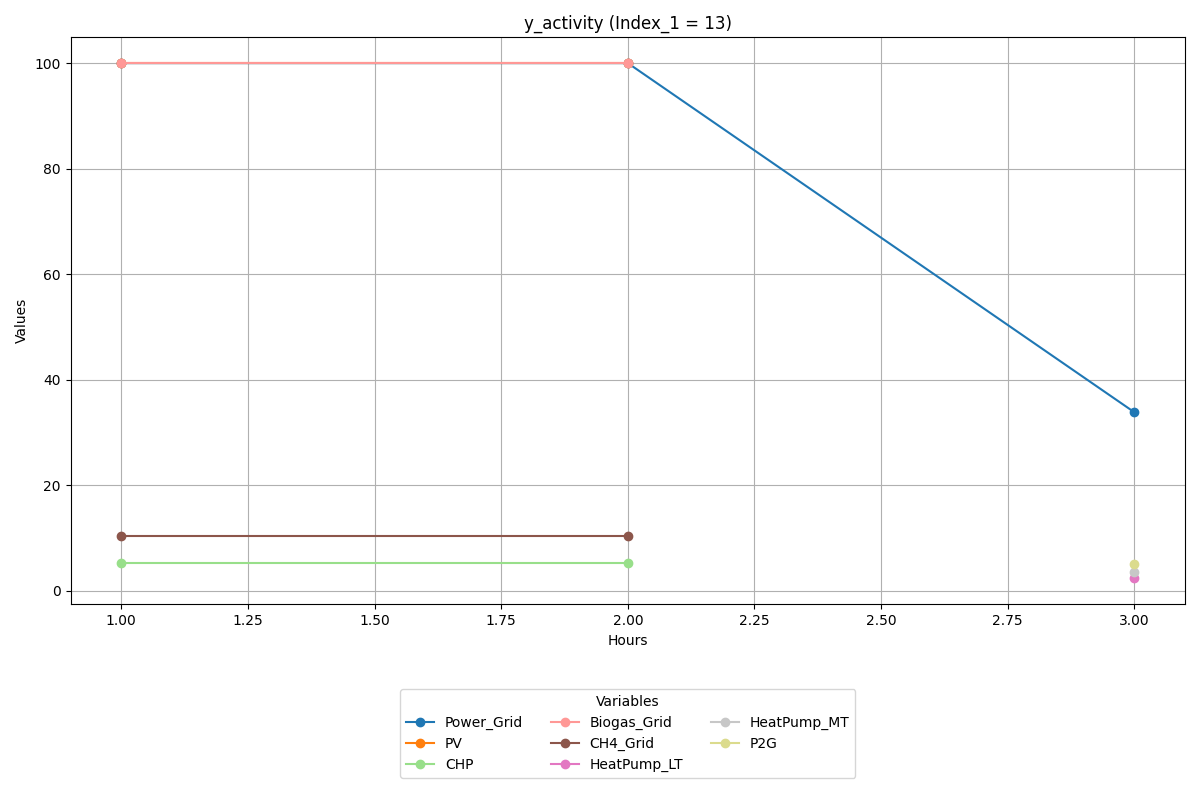 y_activity (Index_1 = 13)
100
80
60
40
20
0
Values
1.00 1.25 1.50 1.75 2.00 2.25 2.50 2.75 3.00
Hours
Variables
Power_Grid Biogas_Grid HeatPump_MT
PV CH4_Grid P2G
CHP HeatPump_LT